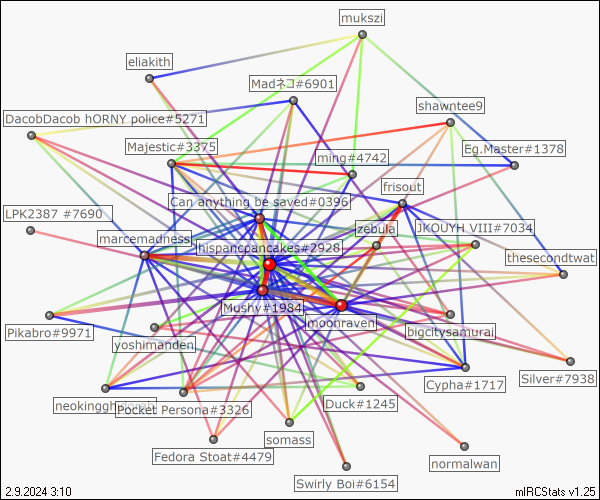 mukszi
eliakith
Madネコ#6901
shawntee9
DacobDacob hORNY police#5271
Majestic#3375
Eg.Master#1378
ming#4742
frisout
Can anything be saved#0396
LPK2387 #7690
zebula
JKOUYH VIII#7034
marcemadness
hispancpancakes#2928
thesecondtwat
Mushy#1984
moonraven
Pikabro#9971
bigcitysamurai
yoshimanden
Cypha#1717
Silver#7938
Pocket Persona#3326
Duck#1245
somass
Fedora Stoat#4479
normalwan
Swirly Boi#6154
2.9.2024 3:10
mIRCStats v1.25